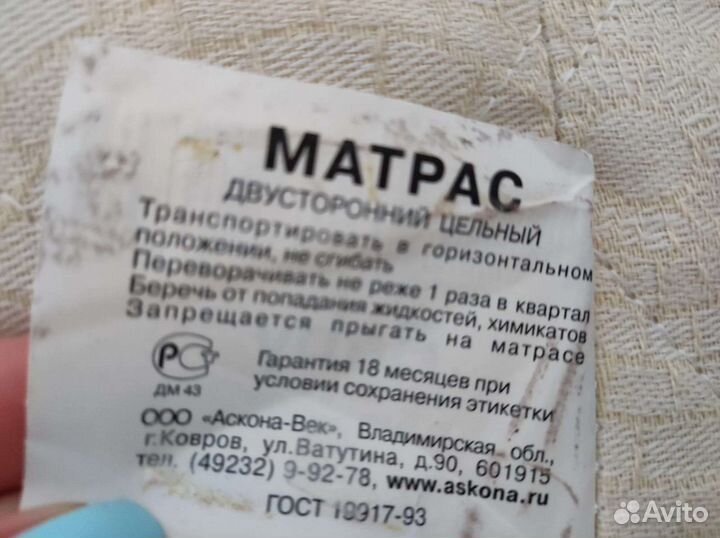 МАТРАС
ДВУСТОРОННИЙ ЦЕЛЬНЫЙ
Транспортировать в горизонтальном
положении, не сгибать
Переворачивать не реже 1 раза в квартал
Беречь от попадания жидкостей, химикатов
Запрещается прыгать на матрасе
РС
ДМ 43
Гарантия 18 месяцев при
условии сохранения этикетки
ООО «Аскона-Век», Владимирская обл.,
г.Ковров, ул.Ватутина, д.90, 601915
тел. (49232) 9-92-78, www.askona.ru
ГОСТ 19917-93
Avito